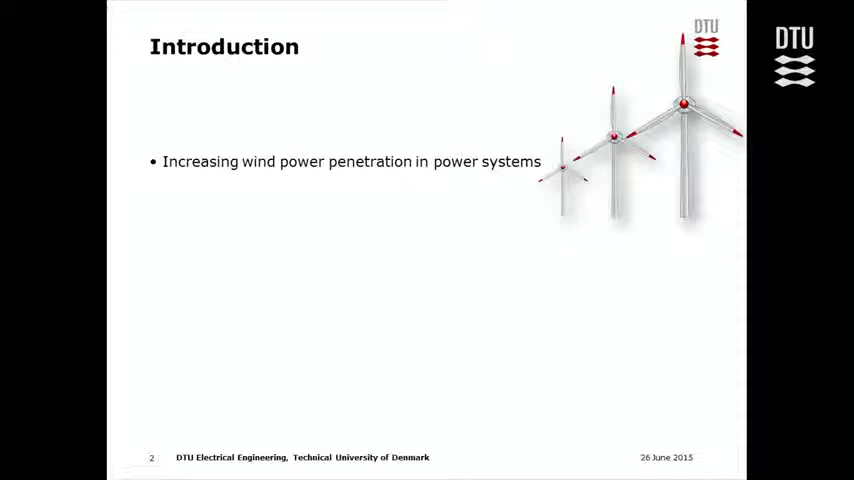 DTU
DTU
Introduction
• Increasing wind power penetration in power systems
2 DTU Electrical Engineering, Technical University of Denmark 26 June 2015